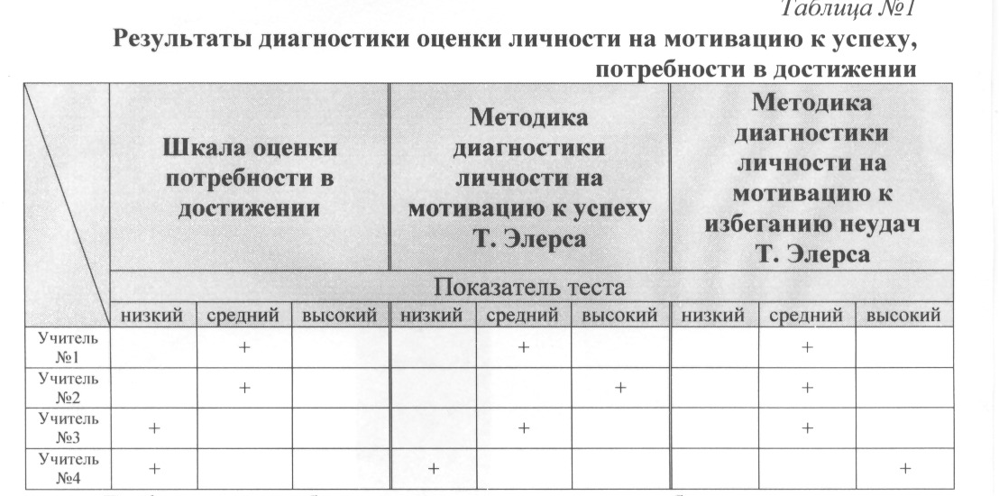 Таблица №1
Результаты диагностики оценки личности на мотивацию к успеху,
потребности в достижении
Шкала оценки
потребности в
достижении
Методика
диагностики
личности на
мотивацию к успеху
Т. Элерса
Методика
диагностики
личности на
мотивацию к
избеганию неудач
Т. Элерса
Показатель теста
низкий средний высокий низкий средний высокий низкий средний высокий
Учитель
№1 + + +
Учитель
№2 + + +
Учитель
№3 + + +
Учитель
№4 + + +